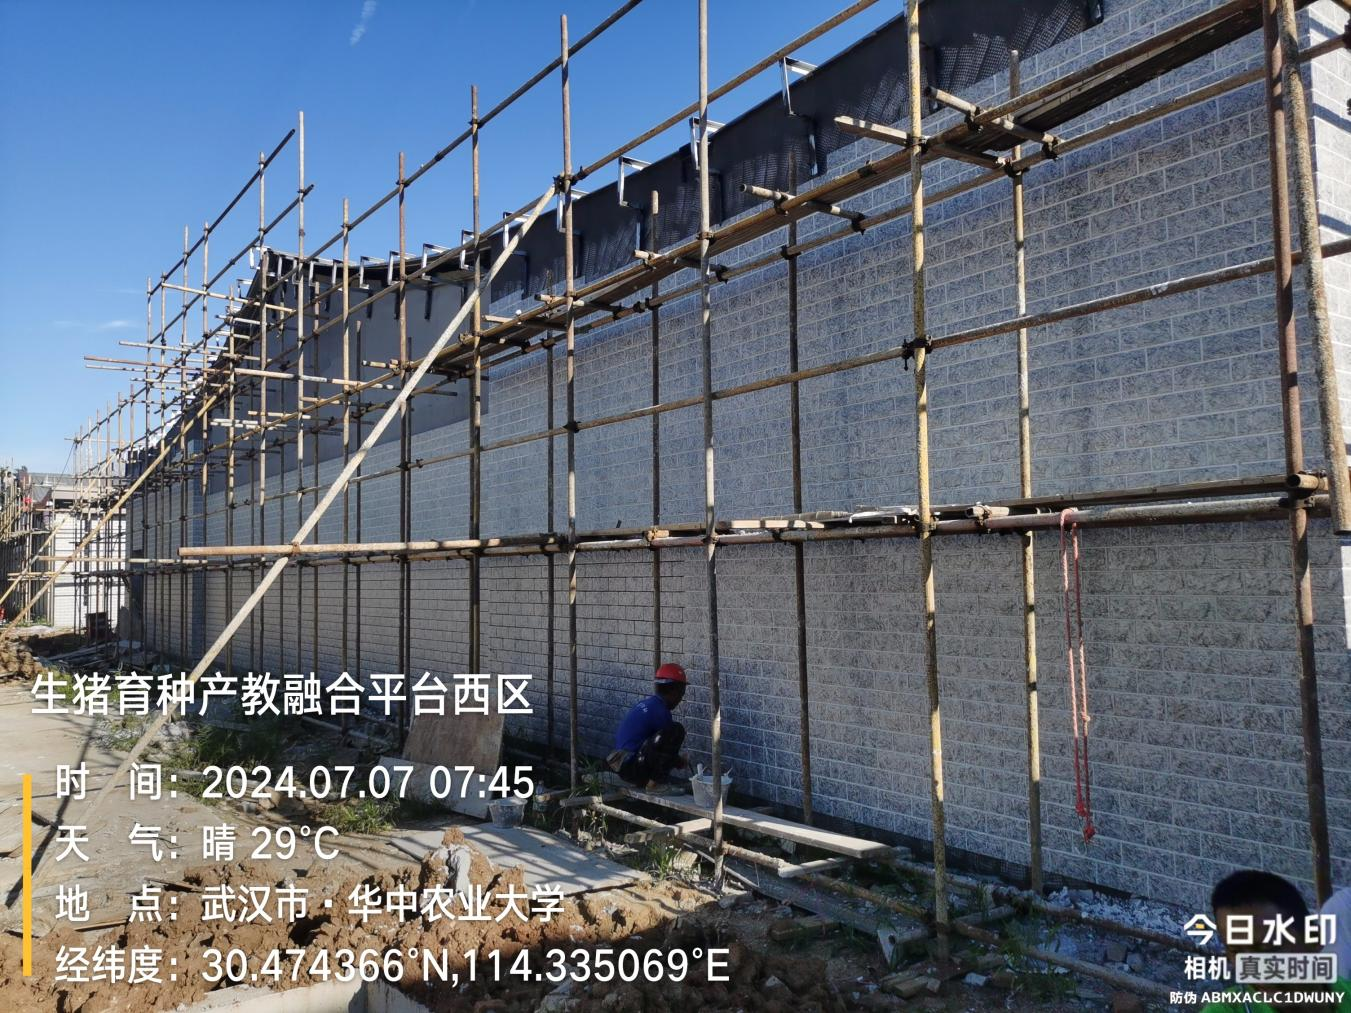 生猪育种产教融合平台西区
时 间：2024.07.07 07:45
天 气：晴 29°C
地 点：武汉市·华中农业大学
经纬度：30.474366°N,114.335069°E
今日水印
相机 真实时间
防伪 ABMXACLC1DWUNY